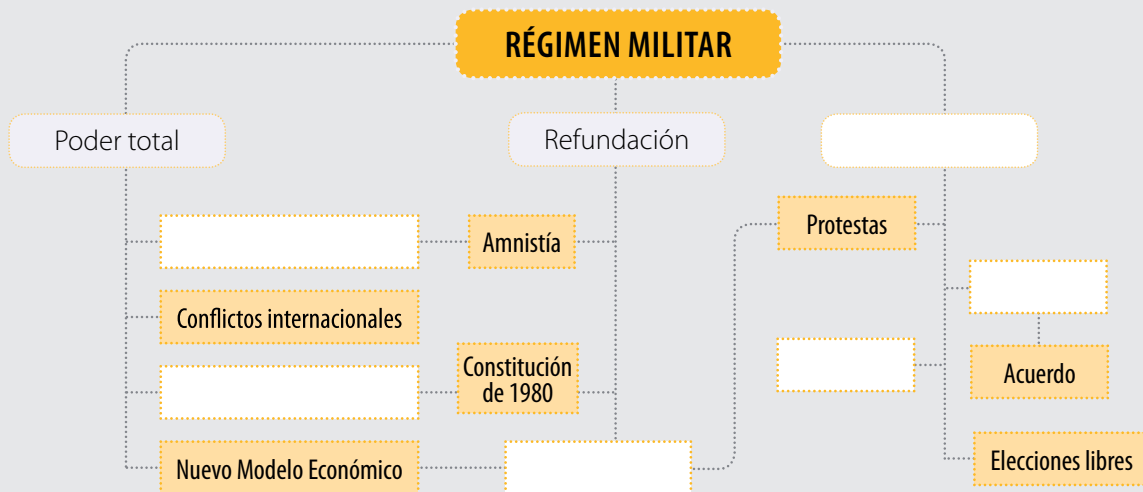 RÉGIMEN MILITAR
Poder total
Refundación
Protestas
Amnistía
Conflictos internacionales
Constitución
de 1980
Acuerdo
Nuevo Modelo Económico
Elecciones libres